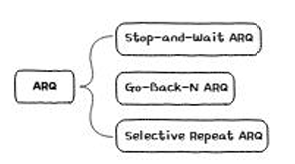 Stop-and-Wait ARQ
ARQ
Go-Back-N ARQ
Selective Repeat ARQ